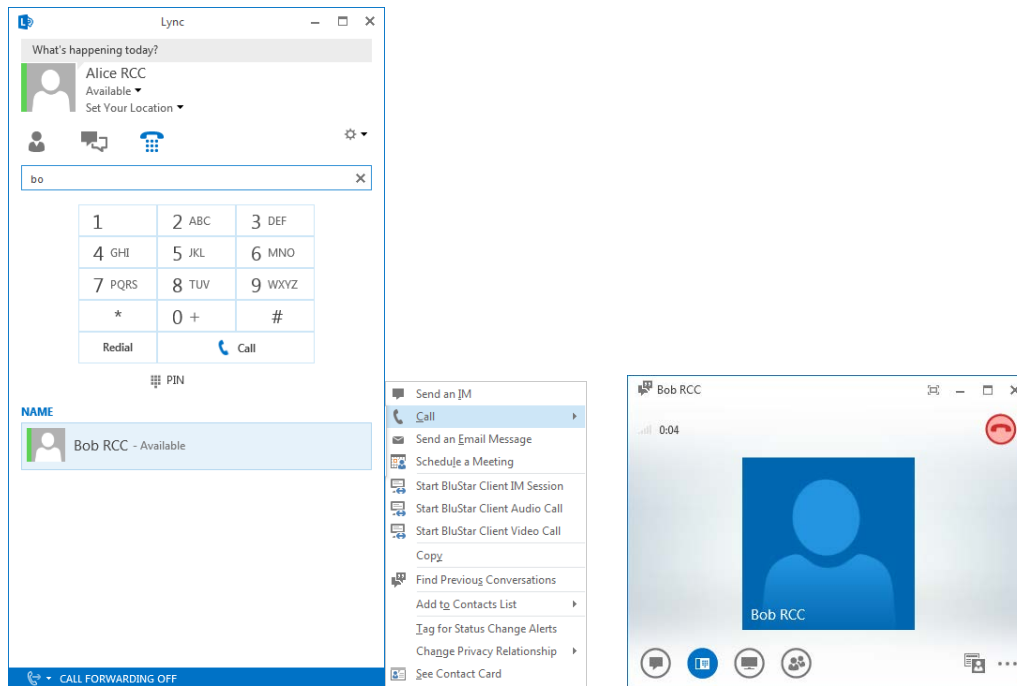 Lync
What's happening today?
Alice RCC
Available
Set Your Location
bo
1 2 ABC 3 DEF
4 GHI 5 JKL 6 MNO
7 PQRS 8 TUV 9 WXYZ
* 0 + #
Redial Call
PIN
NAME
Bob RCC - Available
CALL FORWARDING OFF
Send an IM
Call
Send an Email Message
Schedule a Meeting
Start BluStar Client IM Session
Start BluStar Client Audio Call
Start BluStar Client Video Call
Copy
Find Previous Conversations
Add to Contacts List
Tag for Status Change Alerts
Change Privacy Relationship
See Contact Card
Bob RCC
0:04
Bob RCC